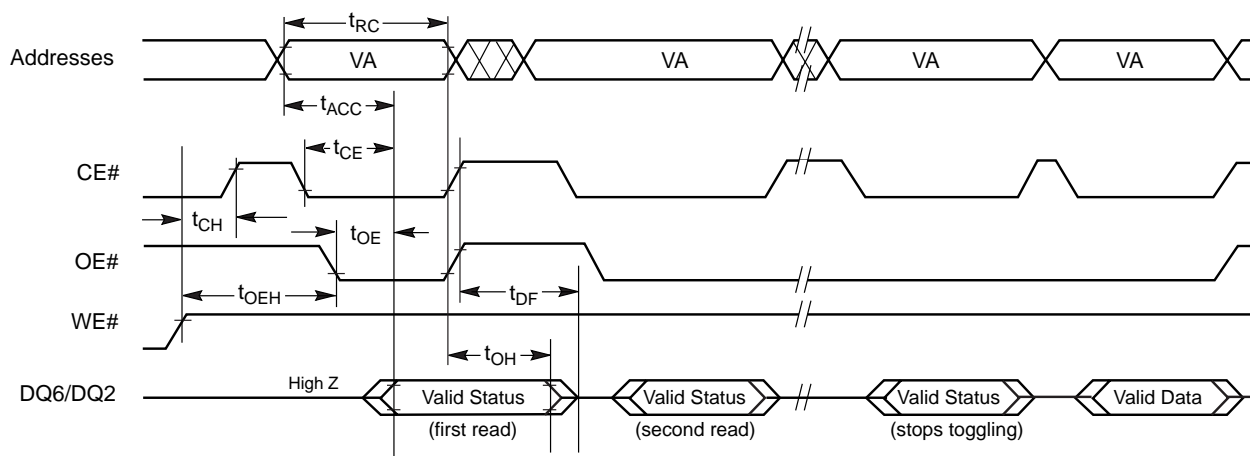 tRC
Addresses VA VA VA VA
tACC
tCE
CE#
tCH tOE
OE#
tOEH tDF
WE#
tOH
DQ6/DQ2 High Z Valid Status Valid Status Valid Status Valid Data
(first read) (second read) (stops toggling)